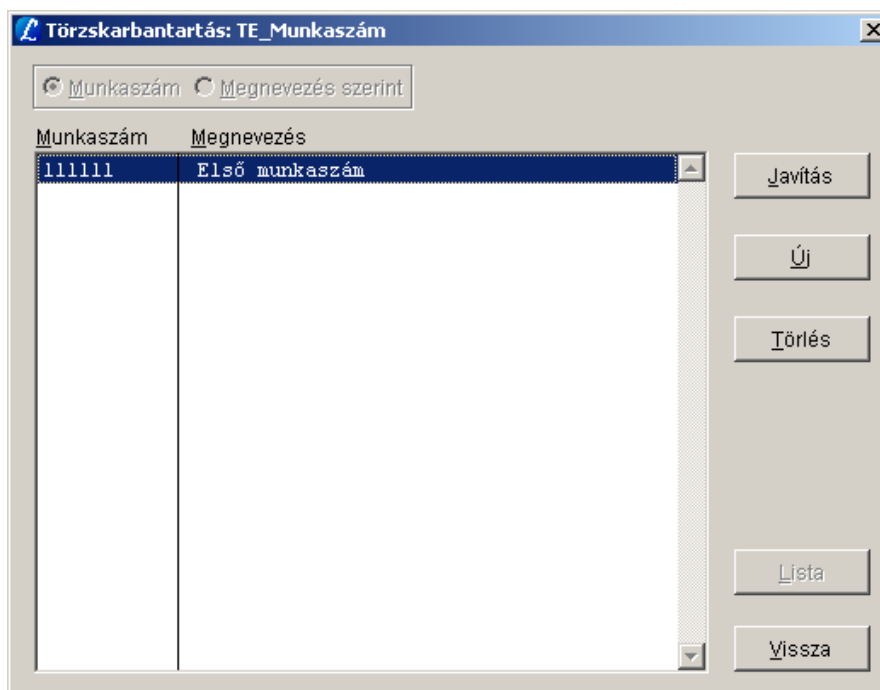 Törzskarbantartás: TE_Munkaszám
Munkaszám Megnevezés szerint
Munkaszám Megnevezés
111111 Első munkaszám
Javítás
Új
Törlés
Lista
Vissza